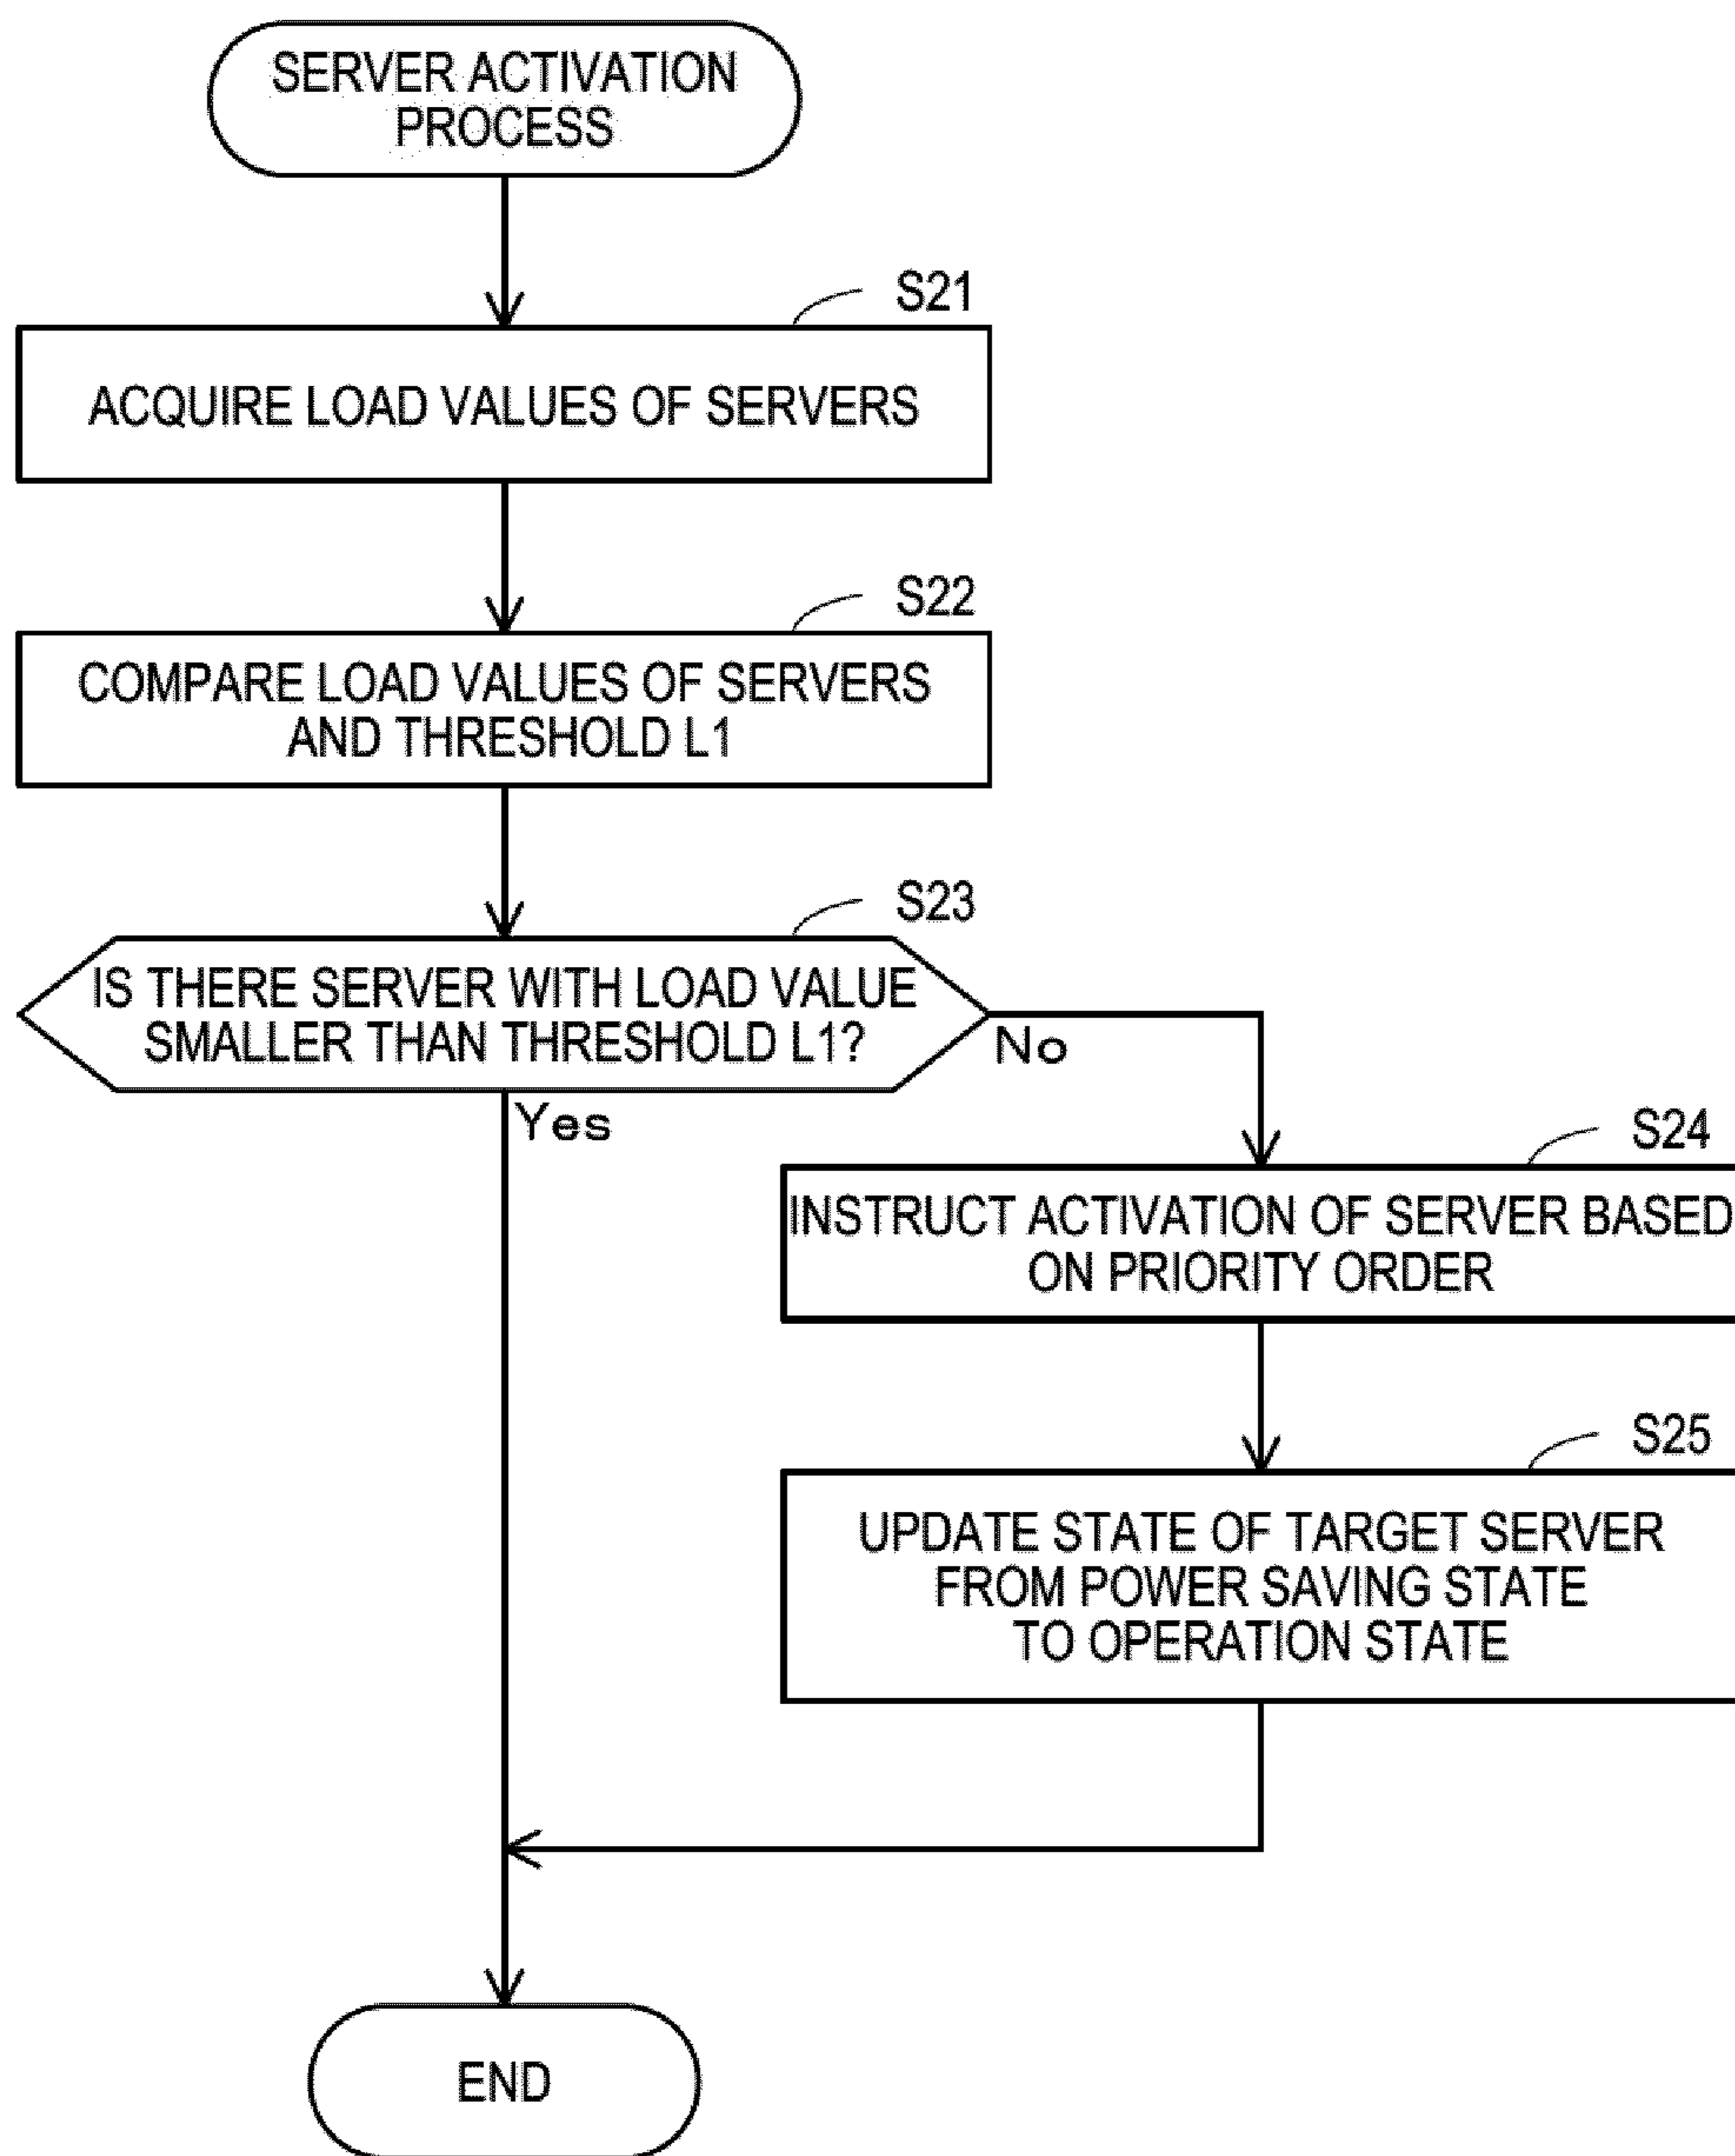 SERVER ACTIVATION
PROCESS
S21
ACQUIRE LOAD VALUES OF SERVERS
S22
COMPARE LOAD VALUES OF SERVERS
AND THRESHOLD L1
S23
IS THERE SERVER WITH LOAD VALUE
SMALLER THAN THRESHOLD L1?
No
Yes
S24
INSTRUCT ACTIVATION OF SERVER BASED
ON PRIORITY ORDER
S25
UPDATE STATE OF TARGET SERVER
FROM POWER SAVING STATE
TO OPERATION STATE
END